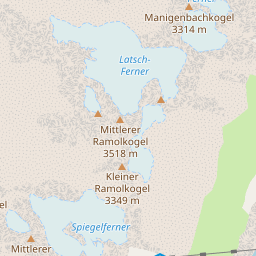 Manigenbachkogel
3314 m
Latsch-
Ferner
Mittlerer
Ramolkogel
3518 m
Kleiner
Ramolkogel
3349 m
Spiegelferner
Mittlerer